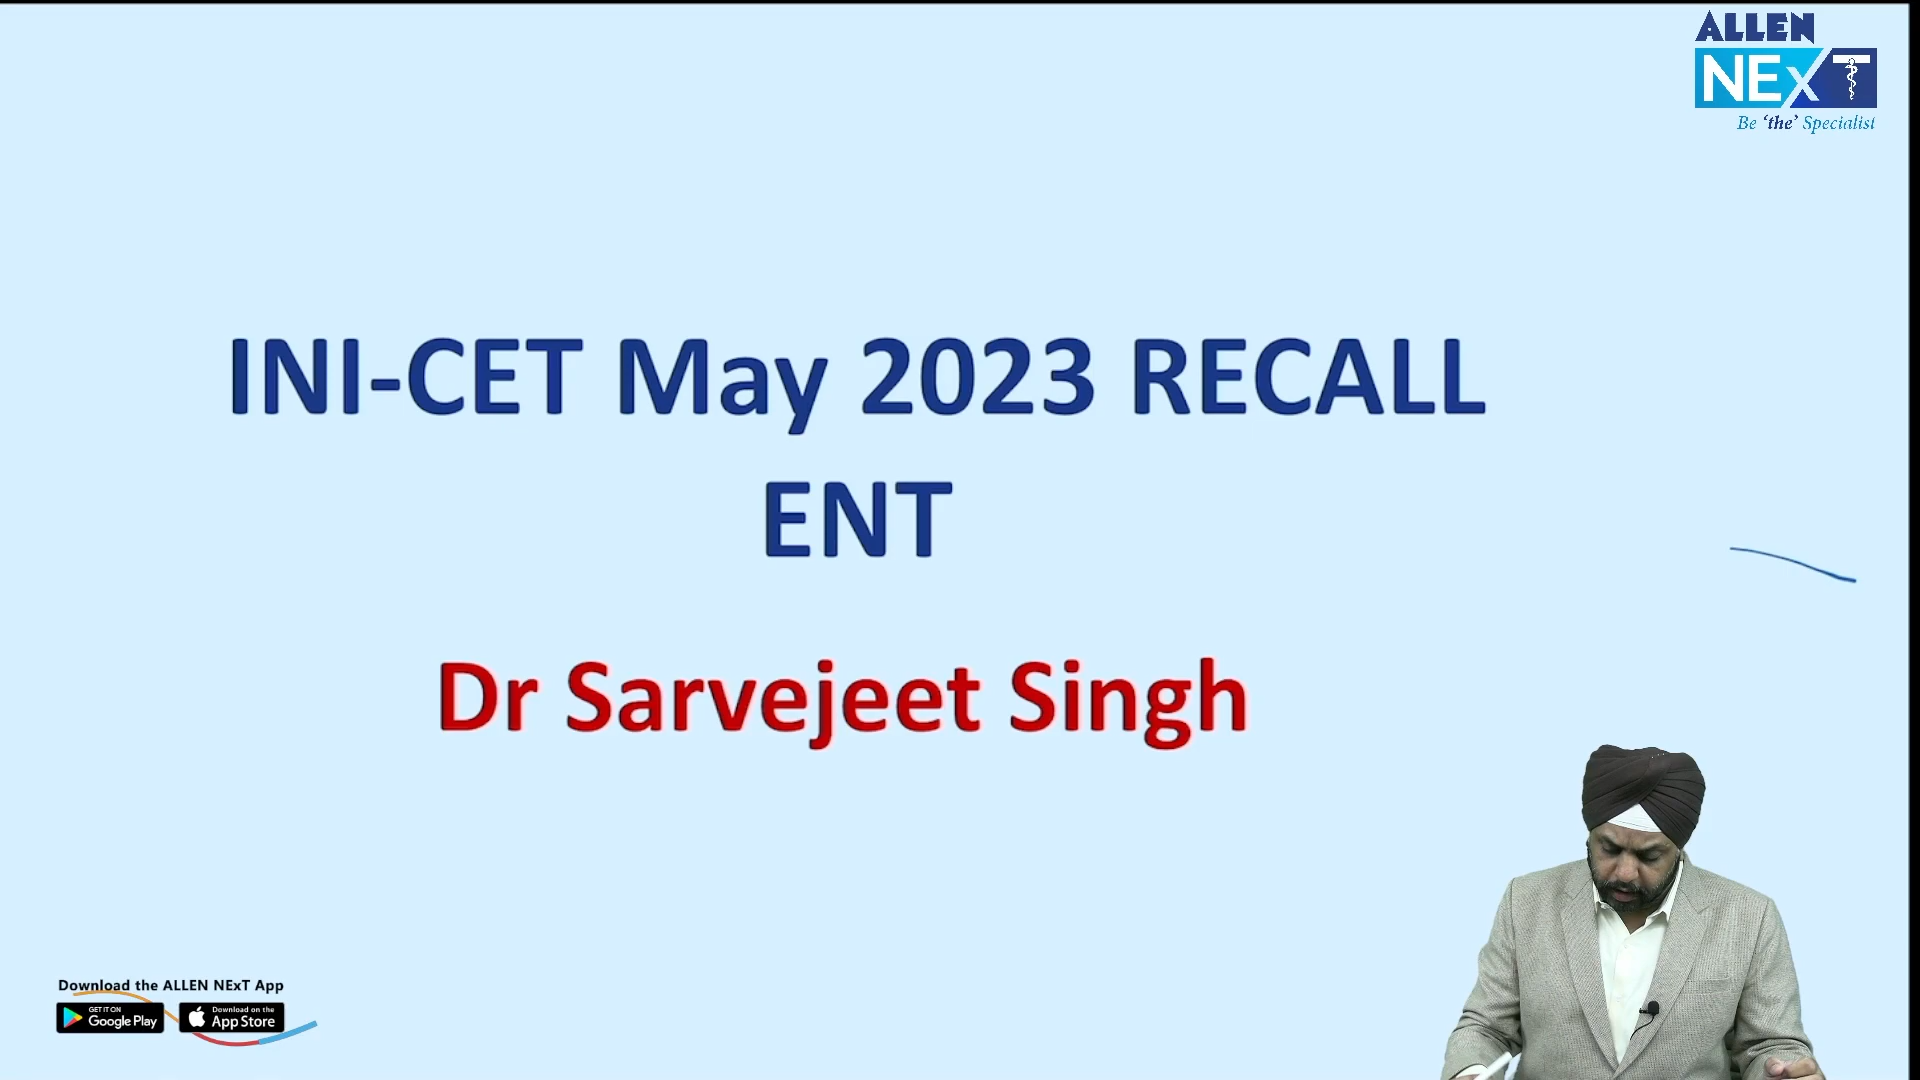 ALLEN
NExT
Be 'the' Specialist
INI-CET May 2023 RECALL
ENT
Dr Sarvejeet Singh
Download the ALLEN NExT App
GET IT ON
Google Play
Download on the
App Store